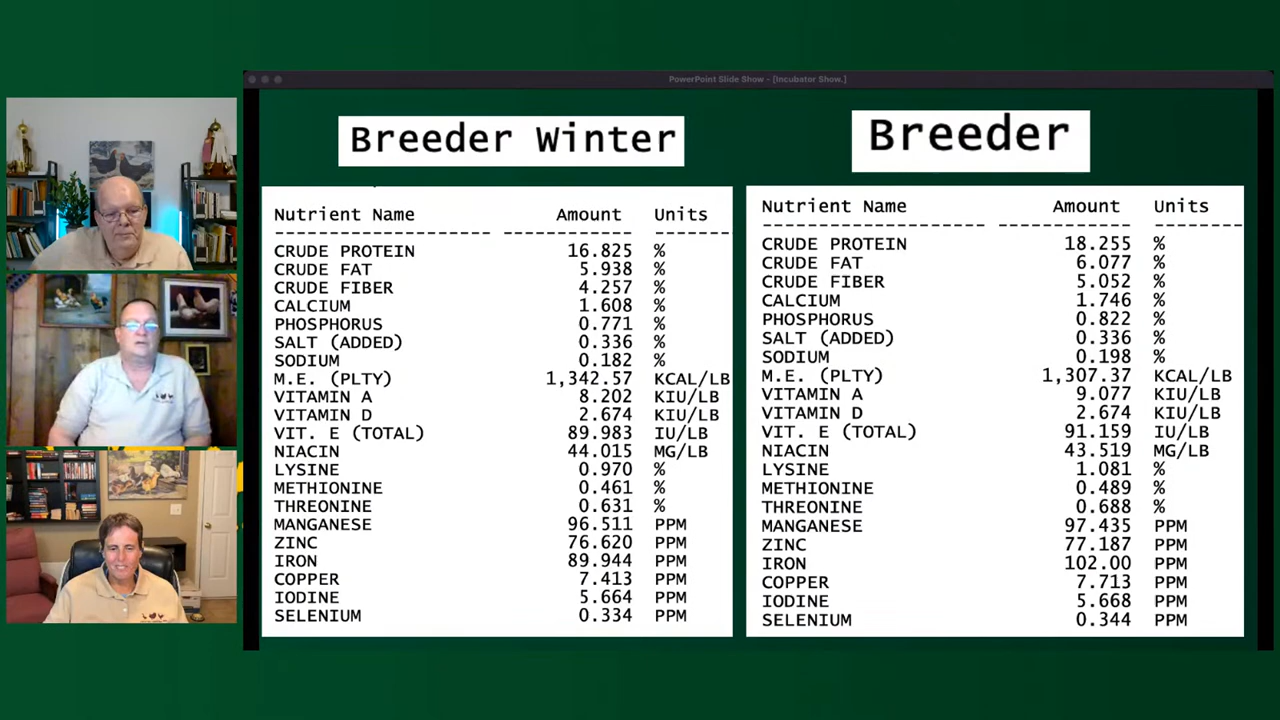 PowerPoint Slide Show - [Incubator Show.]
Breeder Winter
Nutrient Name Amount Units
CRUDE PROTEIN 16.825 %
CRUDE FAT 5.938 %
CRUDE FIBER 4.257 %
CALCIUM 1.608 %
PHOSPHORUS 0.771 %
SALT (ADDED) 0.336 %
SODIUM 0.182 %
M.E. (PLTY) 1,342.57 KCAL/LB
VITAMIN A 8.202 KIU/LB
VITAMIN D 2.674 KIU/LB
VIT. E (TOTAL) 89.983 IU/LB
NIACIN 44.015 MG/LB
LYSINE 0.970 %
METHIONINE 0.461 %
THREONINE 0.631 %
MANGANESE 96.511 PPM
ZINC 76.620 PPM
IRON 89.944 PPM
COPPER 7.413 PPM
IODINE 5.664 PPM
SELENIUM 0.334 PPM
Breeder
Nutrient Name Amount Units
CRUDE PROTEIN 18.255 %
CRUDE FAT 6.077 %
CRUDE FIBER 5.052 %
CALCIUM 1.746 %
PHOSPHORUS 0.822 %
SALT (ADDED) 0.336 %
SODIUM 0.198 %
M.E. (PLTY) 1,307.37 KCAL/LB
VITAMIN A 9.077 KIU/LB
VITAMIN D 2.674 KIU/LB
VIT. E (TOTAL) 91.159 IU/LB
NIACIN 43.519 MG/LB
LYSINE 1.081 %
METHIONINE 0.489 %
THREONINE 0.688 %
MANGANESE 97.435 PPM
ZINC 77.187 PPM
IRON 102.00 PPM
COPPER 7.713 PPM
IODINE 5.668 PPM
SELENIUM 0.344 PPM